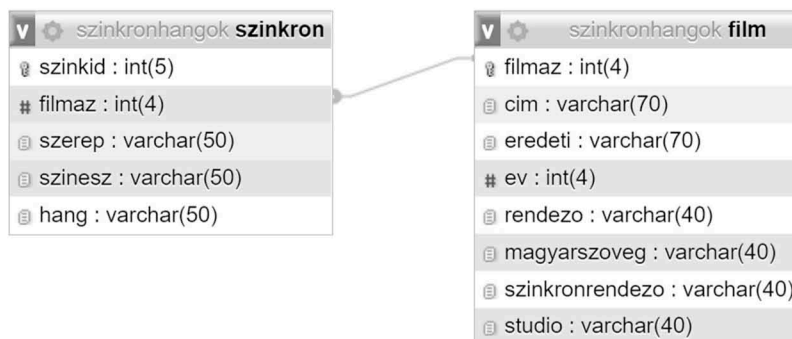 v szinkronhangok szinkron
szinkid : int(5)
# filmaz : int(4)
szerep : varchar(50)
szinesz : varchar(50)
hang : varchar(50)
v szinkronhangok film
filmaz : int(4)
cim : varchar(70)
eredeti : varchar(70)
# ev : int(4)
rendezo : varchar(40)
magyarszoveg : varchar(40)
szinkronrendezo : varchar(40)
studio : varchar(40)